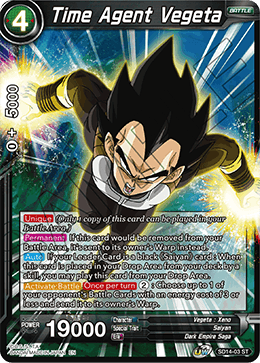 4
Time Agent Vegeta
BATTLE
0 + 5000
Unique (Only 1 copy of this card can be played in your
Battle Area.)
Permanent If this card would be removed from your
Battle Area, it's sent to its owner's Warp instead.
Auto If your Leader Card is a black ‹Saiyan› card: When
this card is placed in your Drop Area from your deck by a
skill, you may play this card from your Drop Area.
Activate: Battle Once per turn 2 : Choose up to 1 of
your opponent's Battle Cards with an energy cost of 3 or
less and send it to its owner's Warp.
POWER
19000
Character Vegeta : Xeno
Special Trait Saiyan
Era Dark Empire Saga
SD14-03 ST